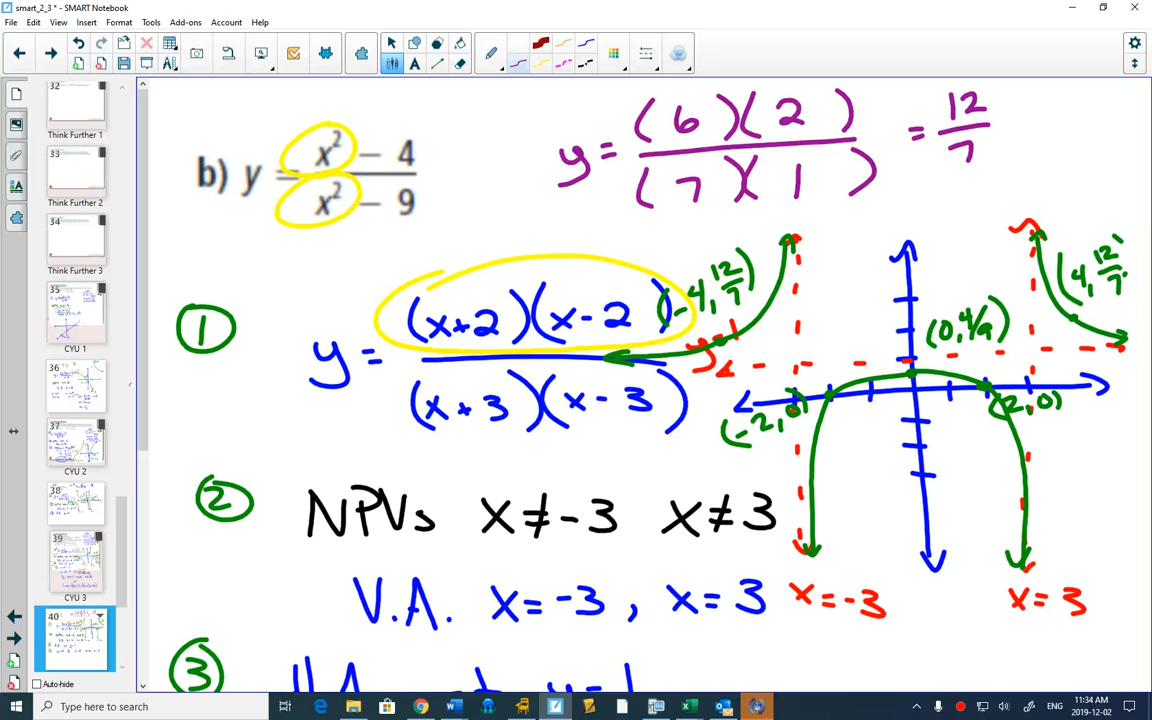 smart_2_3 * - SMART Notebook
File Edit View Insert Format Tools Add-ons Account Help
32
Think Further 1
33
Think Further 2
34
Think Further 3
35
CYU 1
36
37
CYU 2
38
39
CYU 3
40
Auto-hide
b) y = x² - 4 / x² - 9
y = (6)(2) / (7)(1) = 12/7
①
y = (x+2)(x-2) / (x+3)(x-3)
(-4, 12/7)
(4, 12/7)
y=1
(0, 4/9)
(-2, 0)
(2, 0)
② NPVs x ≠ -3 x ≠ 3
V.A. x = -3, x = 3
x = -3
x = 3
③ H.A. at y = 1
Type here to search
ENG
11:34 AM
2019-12-02